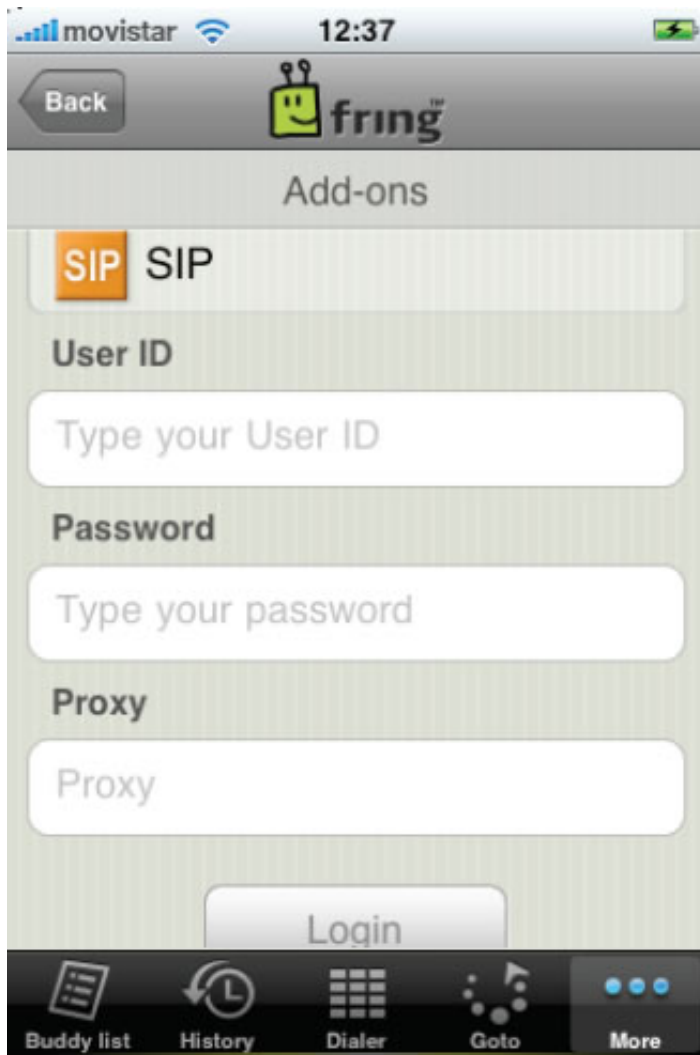 movistar 12:37
Back fring™
Add-ons
SIP SIP
User ID
Type your User ID
Password
Type your password
Proxy
Proxy
Login
Buddy list History Dialer Goto More